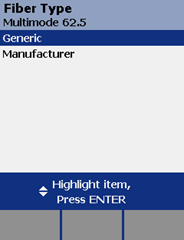 Fiber Type
Multimode 62.5
Generic
Manufacturer
Highlight item,
Press ENTER